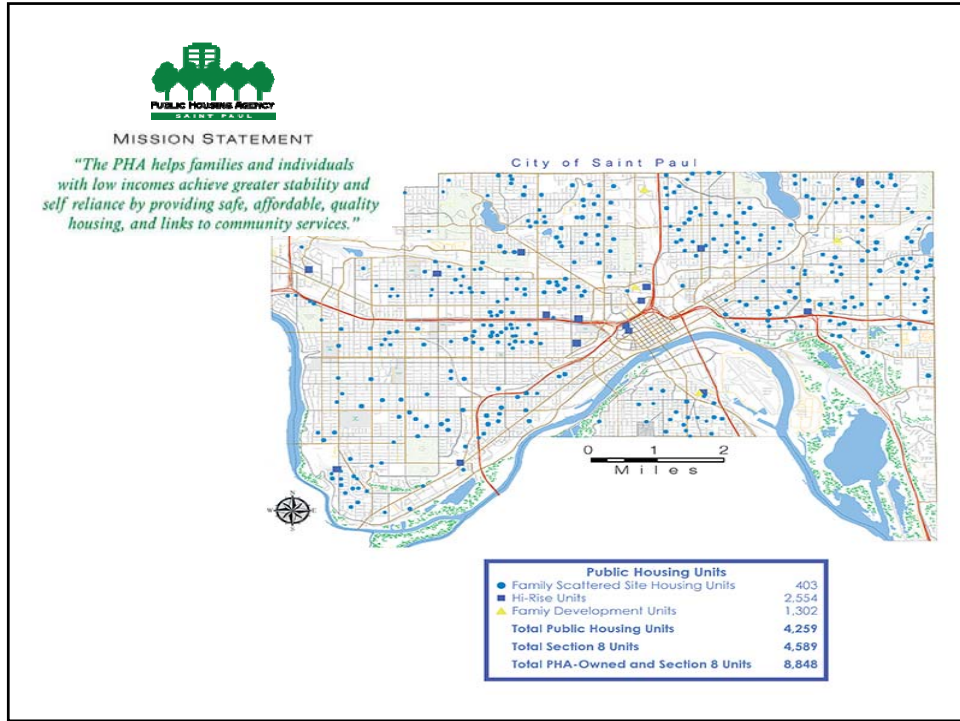 PUBLIC HOUSING AGENCY
SAINT PAUL
MISSION STATEMENT
"The PHA helps families and individuals
with low incomes achieve greater stability and
self reliance by providing safe, affordable, quality
housing, and links to community services."
City of Saint Paul
0 1 2
Miles
N
W E
S
Public Housing Units
Family Scattered Site Housing Units 403
Hi-Rise Units 2,554
Famiy Development Units 1,302
Total Public Housing Units 4,259
Total Section 8 Units 4,589
Total PHA-Owned and Section 8 Units 8,848